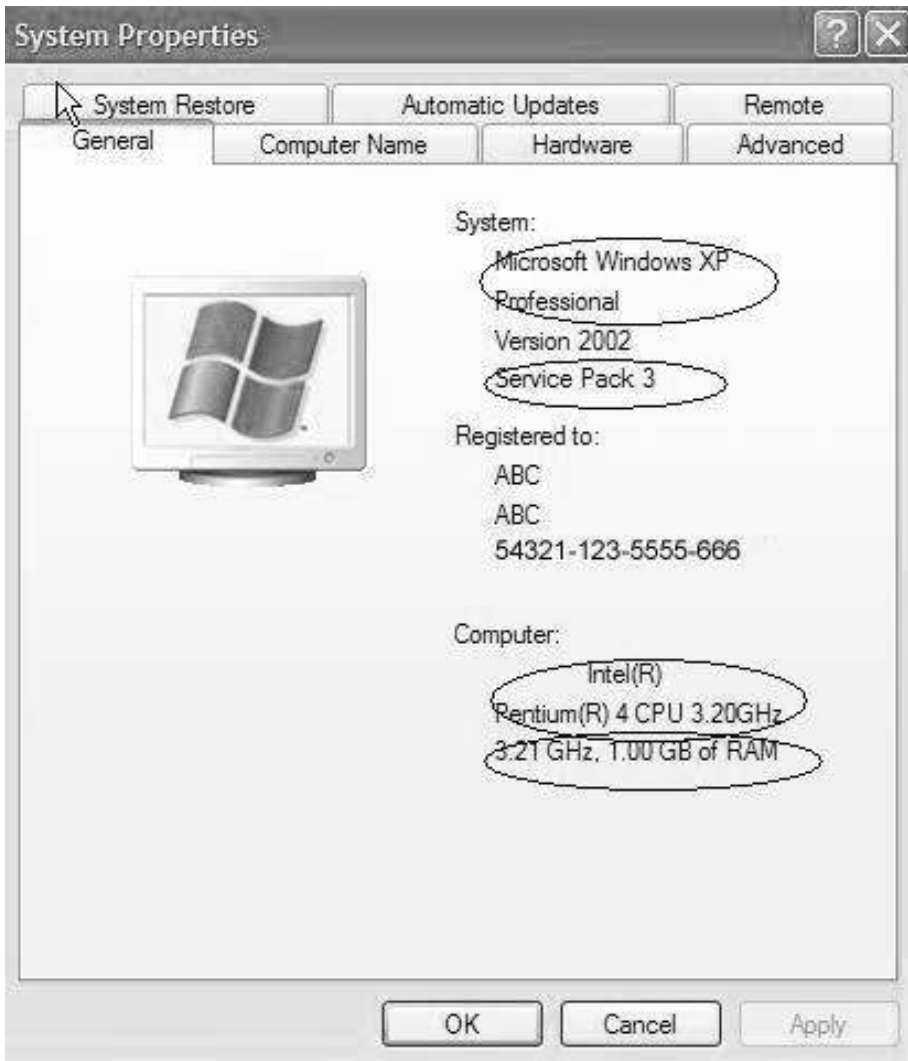 System Properties
System Restore Automatic Updates Remote
General Computer Name Hardware Advanced
System:
Microsoft Windows XP
Professional
Version 2002
Service Pack 3
Registered to:
ABC
ABC
54321-123-5555-666
Computer:
Intel(R)
Pentium(R) 4 CPU 3.20GHz
3.21 GHz, 1.00 GB of RAM
OK Cancel Apply